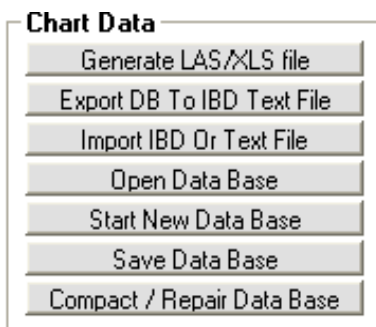 Chart Data
Generate LAS/XLS file
Export DB To IBD Text File
Import IBD Or Text File
Open Data Base
Start New Data Base
Save Data Base
Compact / Repair Data Base